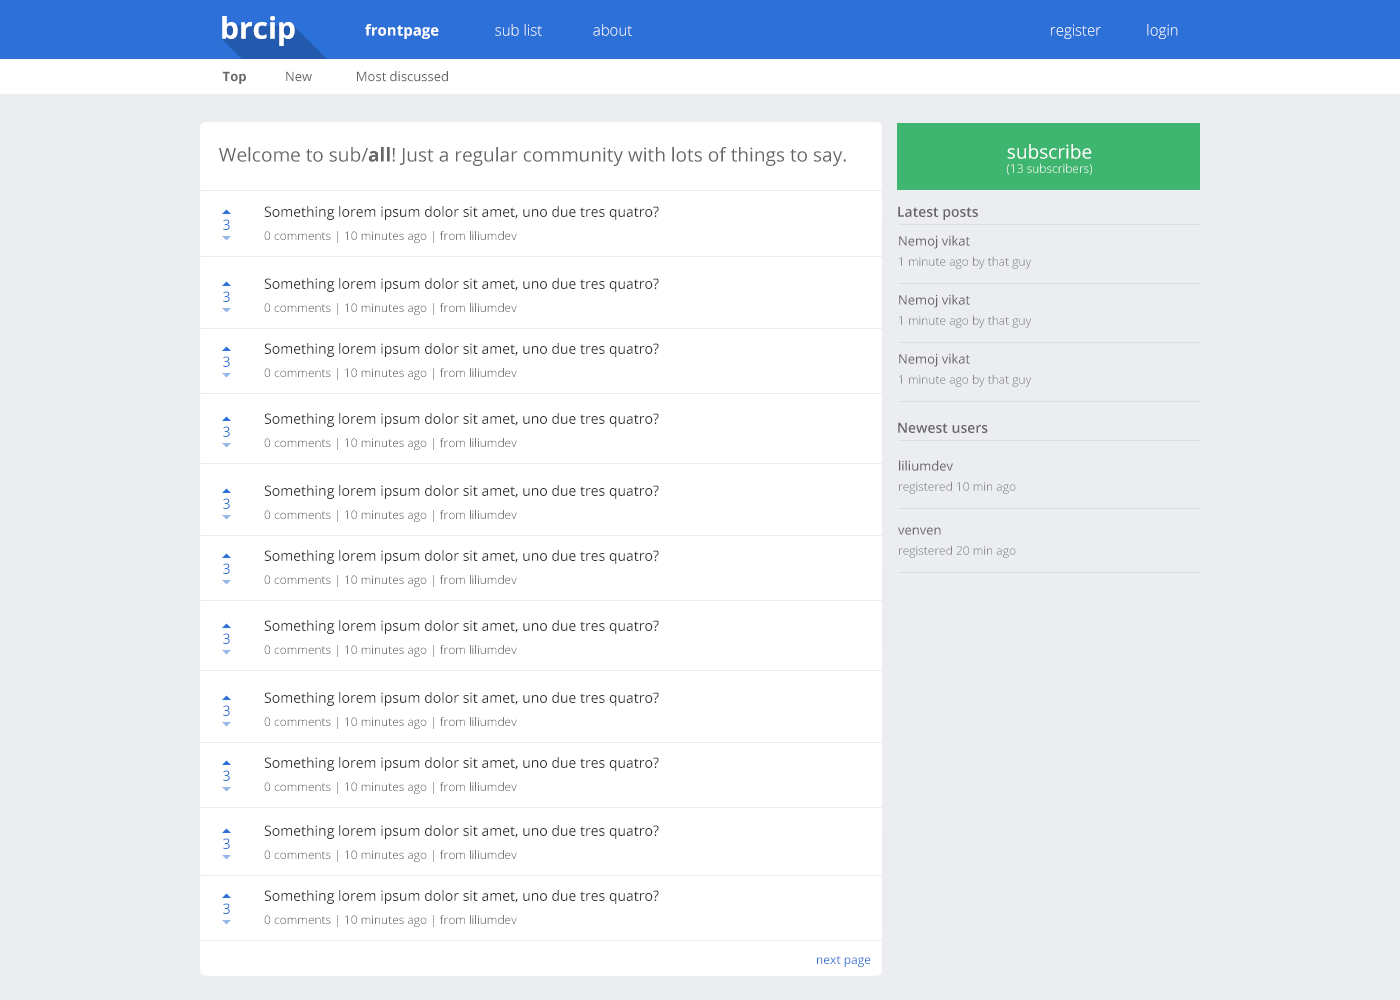 brcip
frontpage
sub list
about
register
login
Top
New
Most discussed
Welcome to sub/all! Just a regular community with lots of things to say.
3
Something lorem ipsum dolor sit amet, uno due tres quatro?
0 comments | 10 minutes ago | from liliumdev
3
Something lorem ipsum dolor sit amet, uno due tres quatro?
0 comments | 10 minutes ago | from liliumdev
3
Something lorem ipsum dolor sit amet, uno due tres quatro?
0 comments | 10 minutes ago | from liliumdev
3
Something lorem ipsum dolor sit amet, uno due tres quatro?
0 comments | 10 minutes ago | from liliumdev
3
Something lorem ipsum dolor sit amet, uno due tres quatro?
0 comments | 10 minutes ago | from liliumdev
3
Something lorem ipsum dolor sit amet, uno due tres quatro?
0 comments | 10 minutes ago | from liliumdev
3
Something lorem ipsum dolor sit amet, uno due tres quatro?
0 comments | 10 minutes ago | from liliumdev
3
Something lorem ipsum dolor sit amet, uno due tres quatro?
0 comments | 10 minutes ago | from liliumdev
3
Something lorem ipsum dolor sit amet, uno due tres quatro?
0 comments | 10 minutes ago | from liliumdev
3
Something lorem ipsum dolor sit amet, uno due tres quatro?
0 comments | 10 minutes ago | from liliumdev
3
Something lorem ipsum dolor sit amet, uno due tres quatro?
0 comments | 10 minutes ago | from liliumdev
next page
subscribe
(13 subscribers)
Latest posts
Nemoj vikat
1 minute ago by that guy
Nemoj vikat
1 minute ago by that guy
Nemoj vikat
1 minute ago by that guy
Newest users
liliumdev
registered 10 min ago
venven
registered 20 min ago